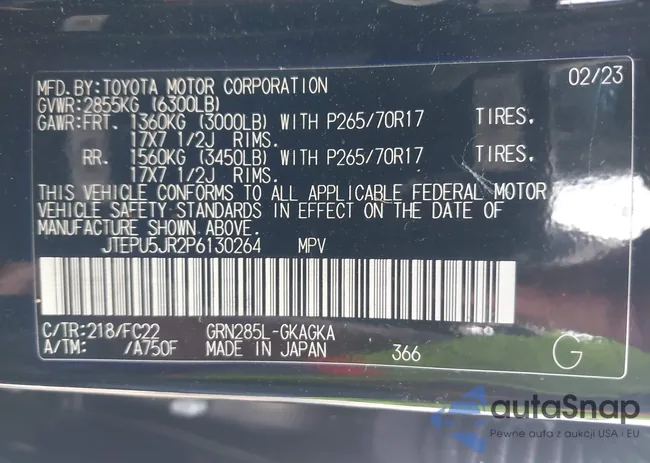 MFD.BY:TOYOTA MOTOR CORPORATION 02/23
GVWR:2855KG (6300LB)
GAWR:FRT. 1360KG (3000LB) WITH P265/70R17 TIRES.
17X7 1/2J RIMS.
RR. 1560KG (3450LB) WITH P265/70R17 TIRES.
17X7 1/2J RIMS.
THIS VEHICLE CONFORMS TO ALL APPLICABLE FEDERAL MOTOR
VEHICLE SAFETY STANDARDS IN EFFECT ON THE DATE OF
MANUFACTURE SHOWN ABOVE.
JTEPU5JR2P6130264 MPV
C/TR:218/FC22 GRN285L-GKAGKA
A/TM: /A750F MADE IN JAPAN 366 G
autaSnap
Pewne auta z aukcji USA i EU